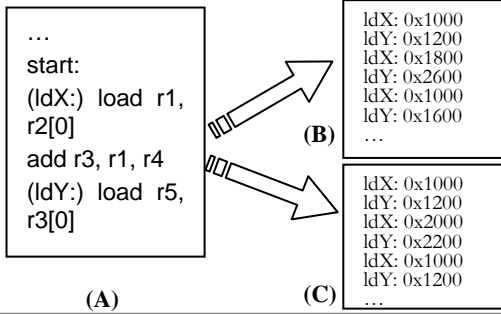 …
start:
(ldX:) load r1,
r2[0]
add r3, r1, r4
(ldY:) load r5,
r3[0]
(A)
ldX: 0x1000
ldY: 0x1200
ldX: 0x1800
ldY: 0x2600
ldX: 0x1000
ldY: 0x1600
…
(B)
ldX: 0x1000
ldY: 0x1200
ldX: 0x2000
ldY: 0x2200
ldX: 0x1000
ldY: 0x1200
…
(C)